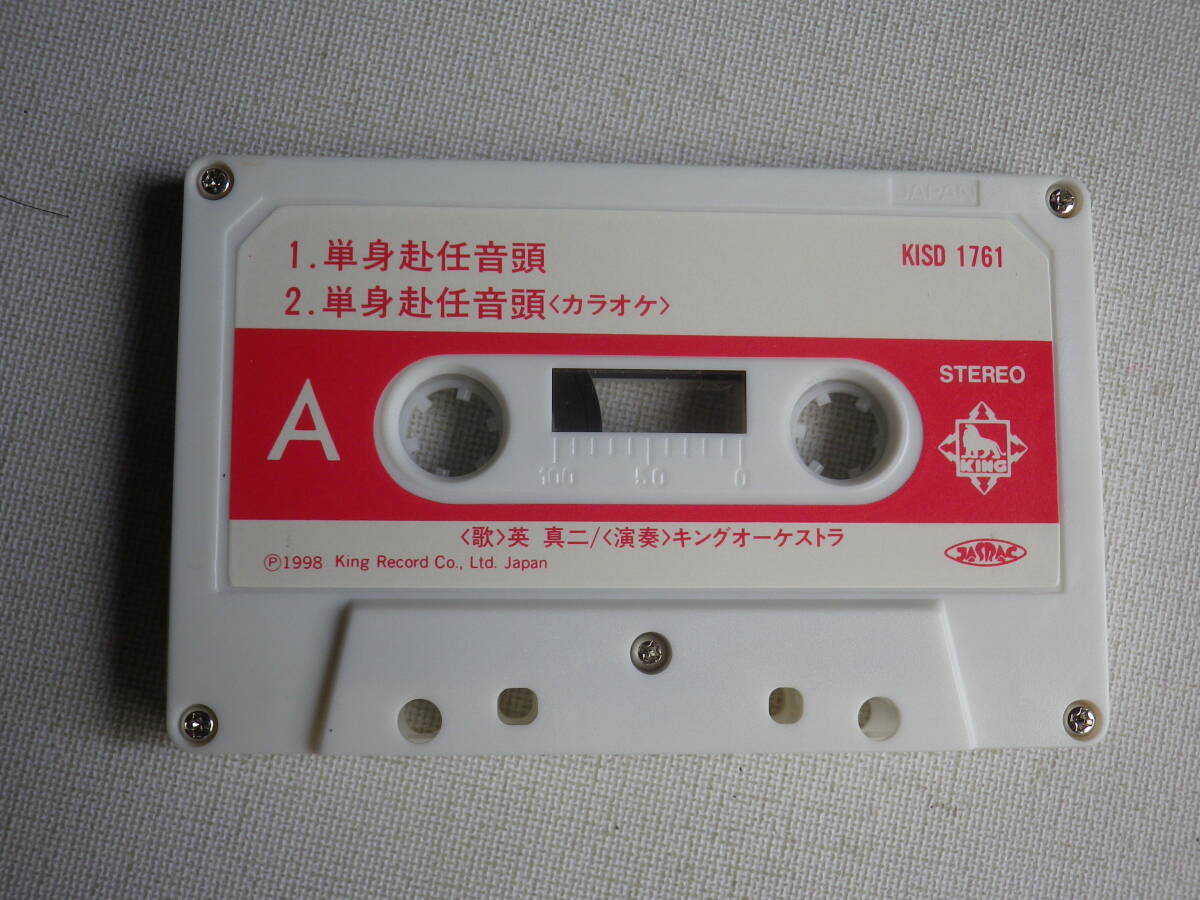 JAPAN
1.単身赴任音頭
KISD 1761
2.単身赴任音頭〈カラオケ〉
STEREO
A
KING
100 50 0
〈歌〉英 真二/〈演奏〉キングオーケストラ
Ⓟ1998 King Record Co., Ltd. Japan
JASRAC